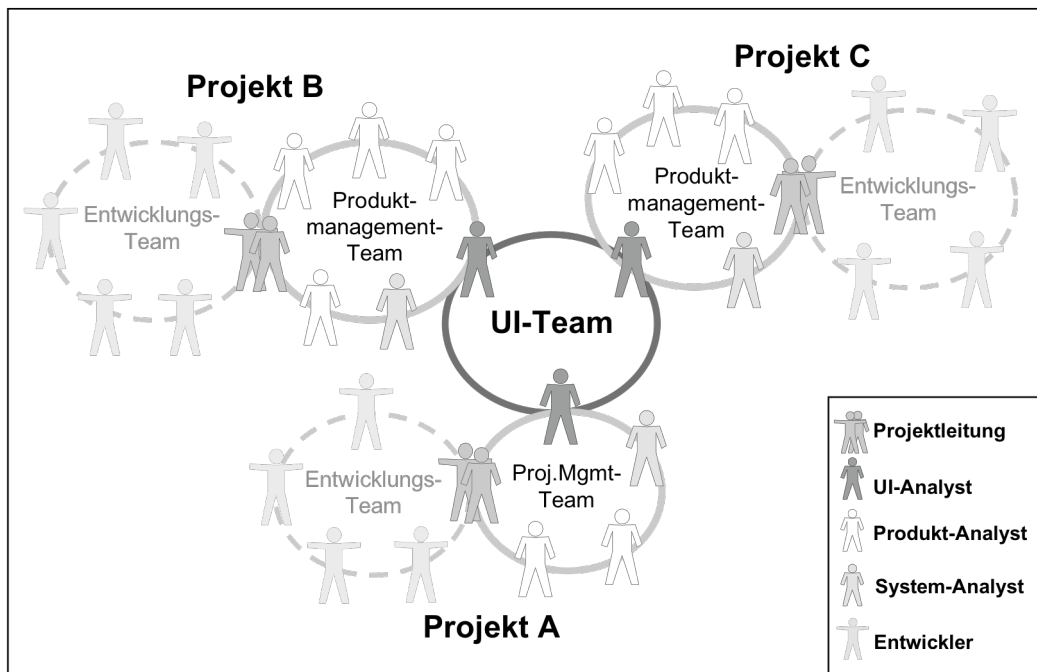 Projekt B
Projekt C
Entwicklungs-
Team
Produkt-
management-
Team
Produkt-
management-
Team
Entwicklungs-
Team
UI-Team
Entwicklungs-
Team
Proj.Mgmt-
Team
Projekt A
Projektleitung
UI-Analyst
Produkt-Analyst
System-Analyst
Entwickler